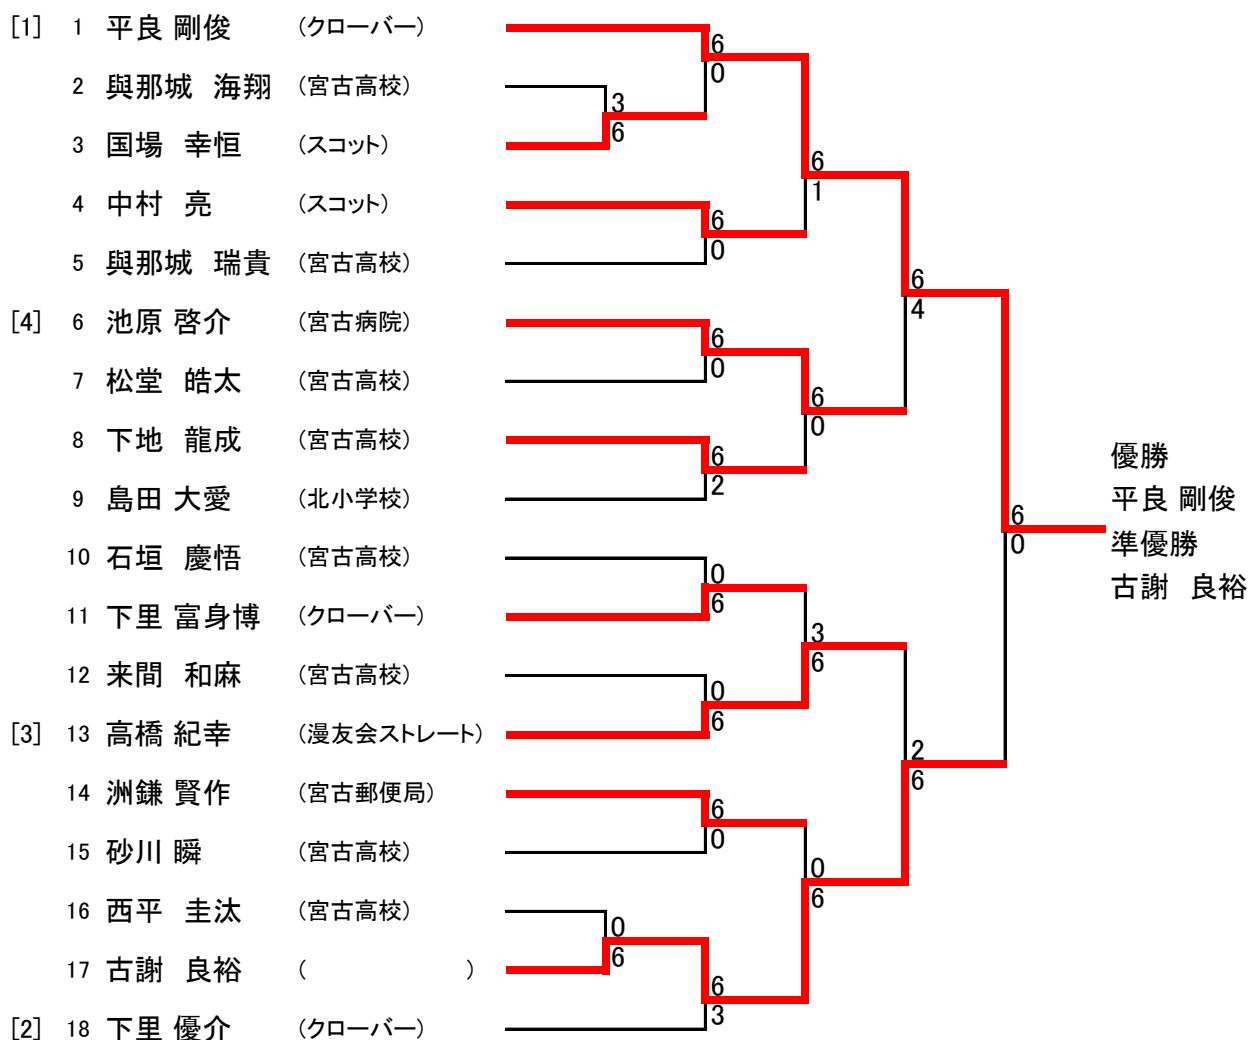 [1] 1 平良 剛俊 (クローバー)
6
0
2 與那城 海翔 (宮古高校)
3
6
3 国場 幸恒 (スコット)
6
1
4 中村 亮 (スコット)
6
0
5 與那城 瑞貴 (宮古高校)
6
4
[4] 6 池原 啓介 (宮古病院)
6
0
7 松堂 皓太 (宮古高校)
6
0
8 下地 龍成 (宮古高校)
6
2
9 島田 大愛 (北小学校)
優勝
平良 剛俊
6
0
準優勝
古謝 良裕
10 石垣 慶悟 (宮古高校)
0
6
11 下里 富身博 (クローバー)
3
6
12 来間 和麻 (宮古高校)
0
6
[3] 13 高橋 紀幸 (漫友会ストレート)
2
6
14 洲鎌 賢作 (宮古郵便局)
6
0
15 砂川 瞬 (宮古高校)
0
6
16 西平 圭汰 (宮古高校)
0
6
17 古謝 良裕 ( )
6
3
[2] 18 下里 優介 (クローバー)